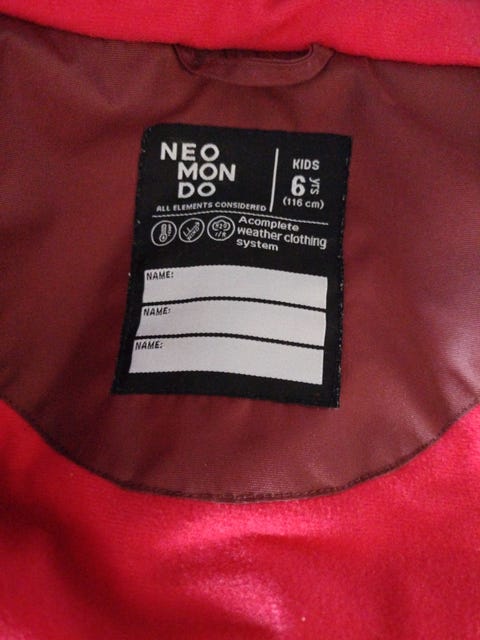 NEO
MON
DO
KIDS
6 yrs
(116 cm)
ALL ELEMENTS CONSIDERED
Acomplete
weather clothing
system
NAME:
NAME:
NAME: